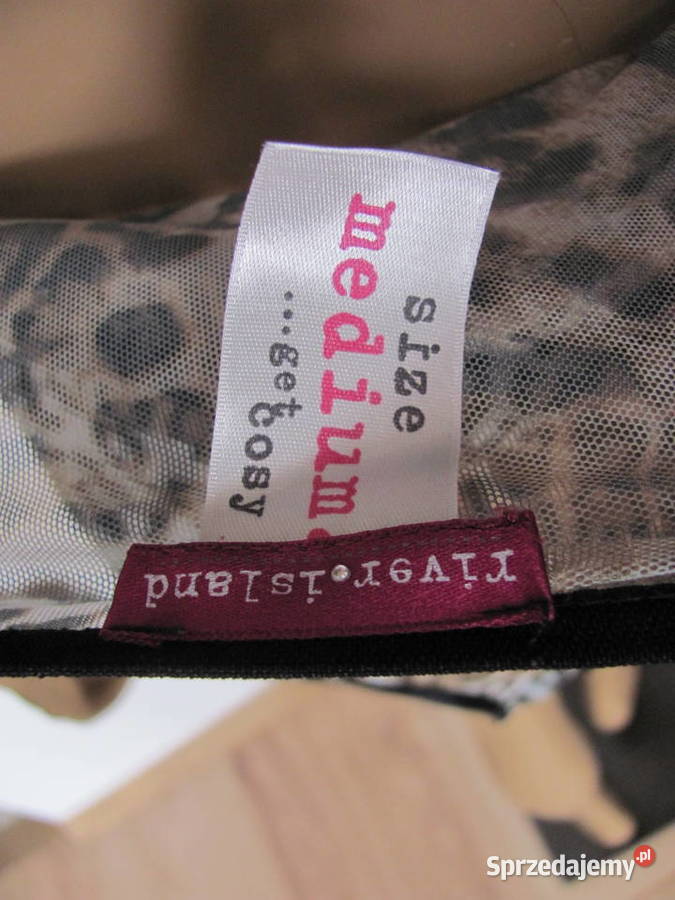 size
medium.
...get
cosy
river.island
Sprzedajemy.pl